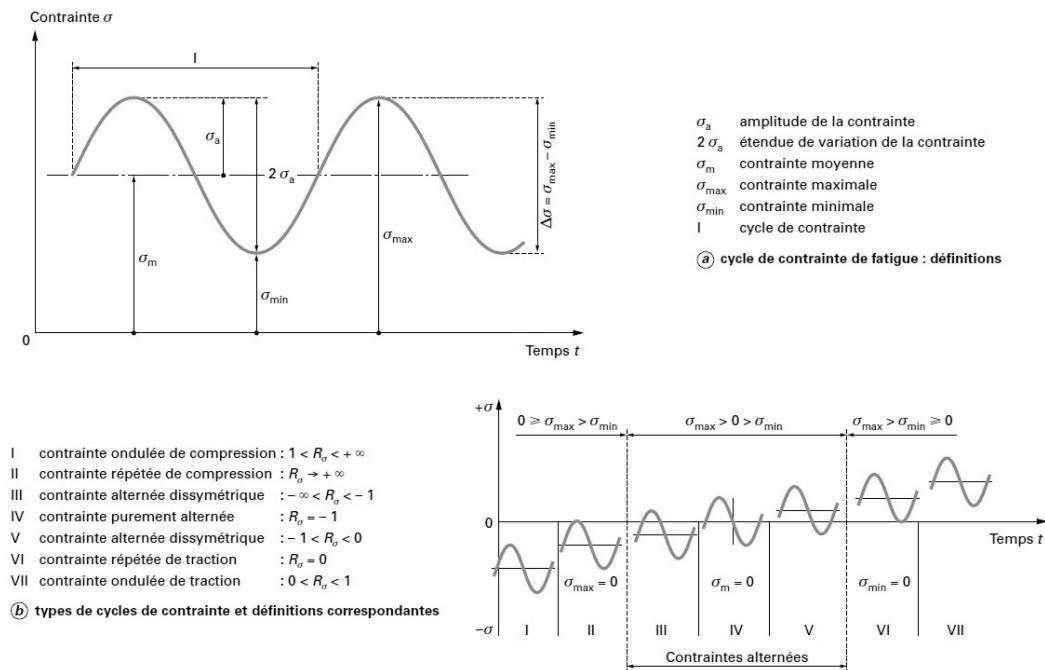 Contrainte σ
I
σa
2 σa
σm
σmin
σmax
Δσ = σmax – σmin
0
Temps t
σa amplitude de la contrainte
2 σa étendue de variation de la contrainte
σm contrainte moyenne
σmax contrainte maximale
σmin contrainte minimale
I cycle de contrainte
a cycle de contrainte de fatigue : définitions
I contrainte ondulée de compression : 1 < Rσ < + ∞
II contrainte répétée de compression : Rσ → + ∞
III contrainte alternée dissymétrique : – ∞ < Rσ < – 1
IV contrainte purement alternée : Rσ = – 1
V contrainte alternée dissymétrique : – 1 < Rσ < 0
VI contrainte répétée de traction : Rσ = 0
VII contrainte ondulée de traction : 0 < Rσ < 1
b types de cycles de contrainte et définitions correspondantes
+σ
0 ⩾ σmax > σmin σmax > 0 > σmin σmax > σmin ⩾ 0
0
Temps t
σmax = 0 σm = 0 σmin = 0
–σ
I II III IV V VI VII
Contraintes alternées